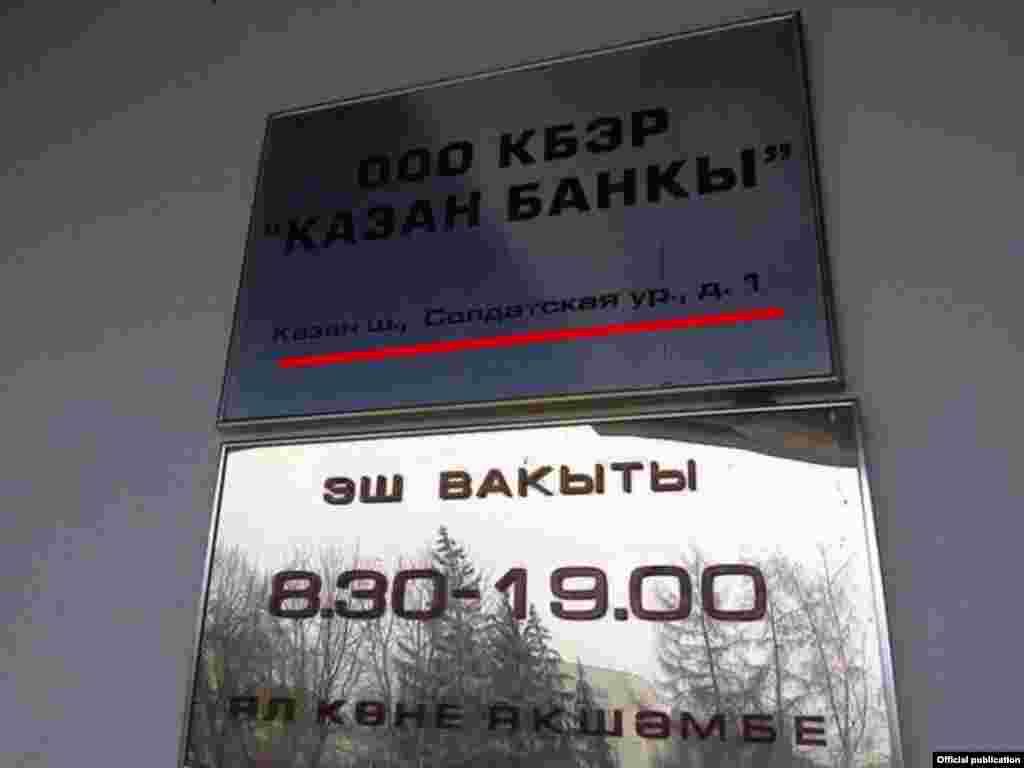 ООО КБЭР
"КАЗАН БАНКЫ"
Казан ш., Солдатская ур., д. 1
ЭШ ВАКЫТЫ
8.30-19.00
ЯЛ КӨНЕ ЯКШӘМБЕ
Official publication